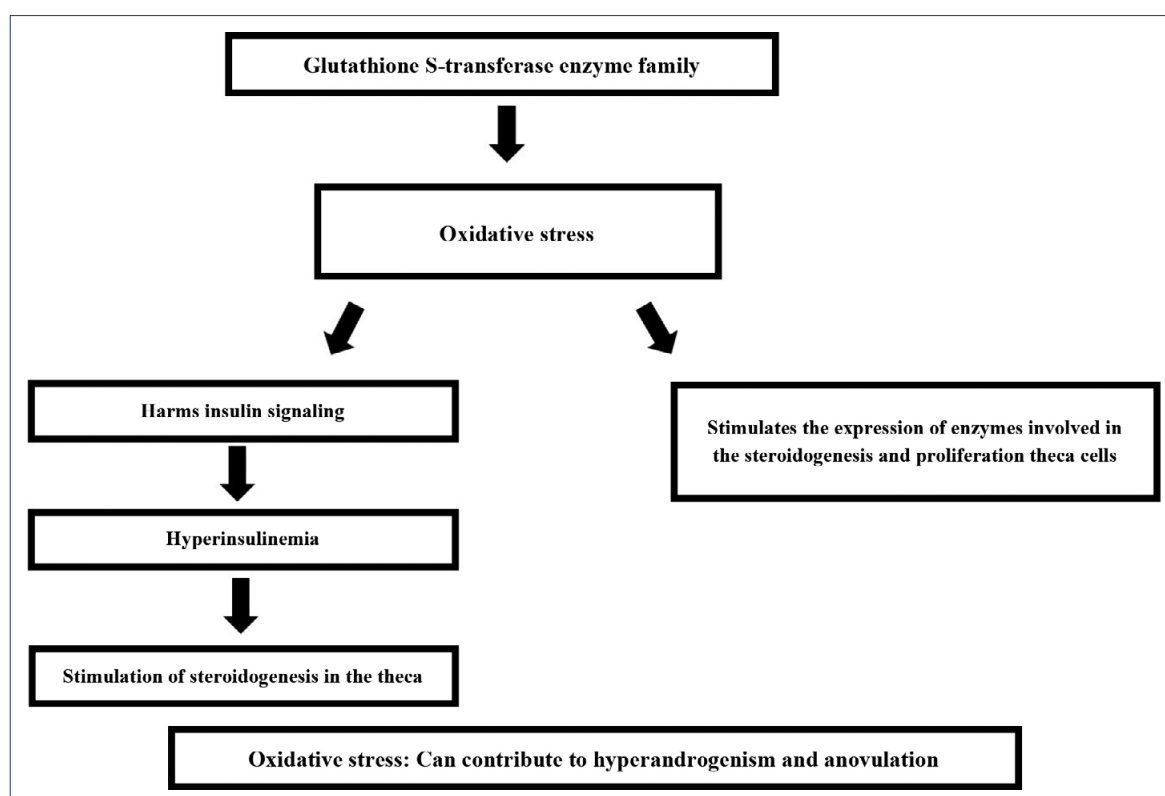 Glutathione S-transferase enzyme family
Oxidative stress
Harms insulin signaling
Stimulates the expression of enzymes involved in
the steroidogenesis and proliferation theca cells
Hyperinsulinemia
Stimulation of steroidogenesis in the theca
Oxidative stress: Can contribute to hyperandrogenism and anovulation